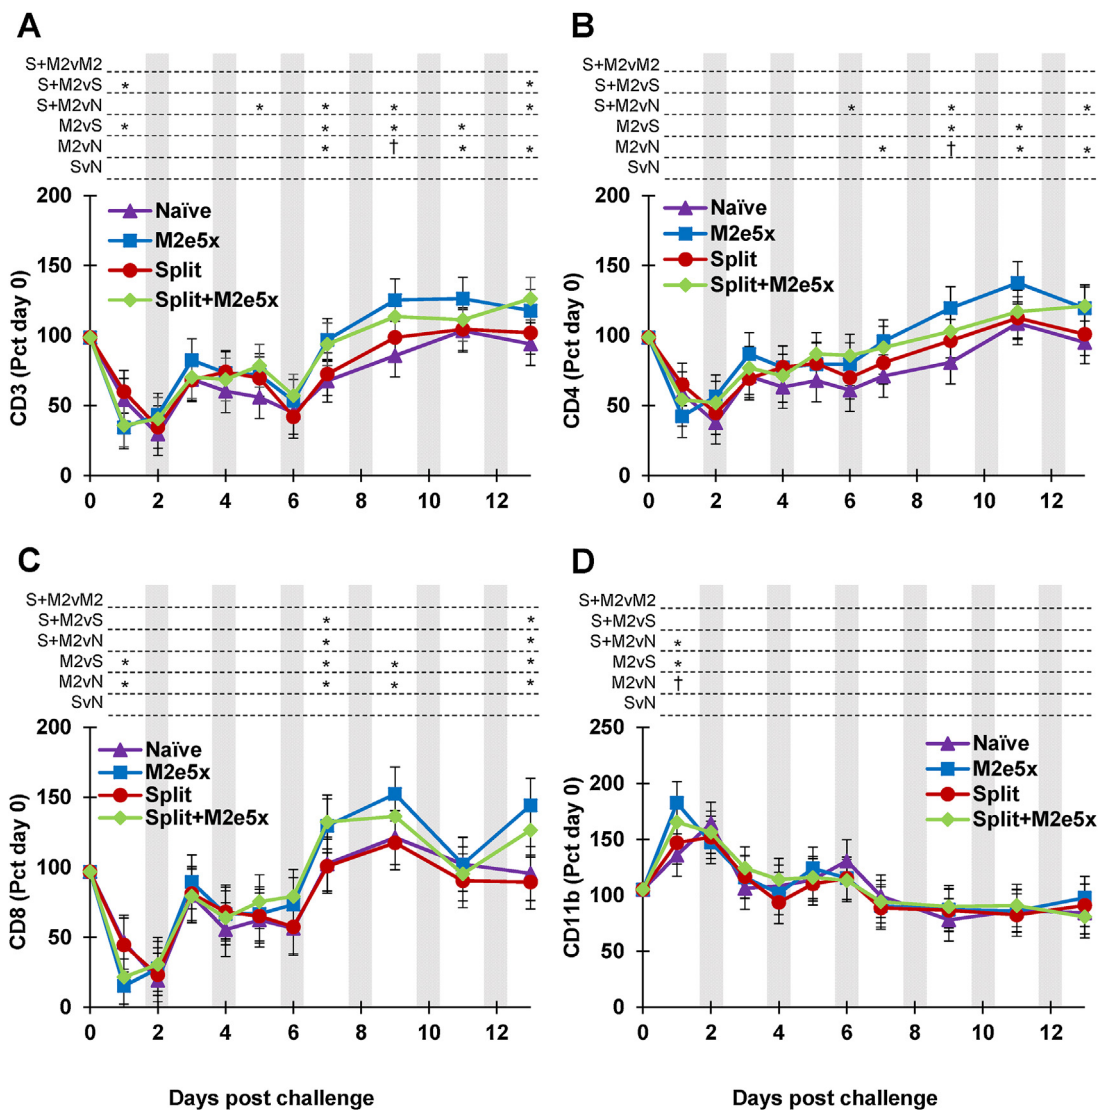 A
S+M2vM2
S+M2vS * *
S+M2vN * * * *
M2vS * * * *
M2vN * † * *
SvN
200
150
100
50
0
CD3 (Pct day 0)
Naïve
M2e5x
Split
Split+M2e5x
0 2 4 6 8 10 12
B
S+M2vM2
S+M2vS
S+M2vN * * *
M2vS * *
M2vN * † * *
SvN
200
150
100
50
0
CD4 (Pct day 0)
Naïve
M2e5x
Split
Split+M2e5x
0 2 4 6 8 10 12
C
S+M2vM2
S+M2vS * *
S+M2vN * *
M2vS * * * *
M2vN * * * *
SvN
200
150
100
50
0
CD8 (Pct day 0)
Naïve
M2e5x
Split
Split+M2e5x
0 2 4 6 8 10 12
Days post challenge
D
S+M2vM2
S+M2vS
S+M2vN *
M2vS *
M2vN †
SvN
250
200
150
100
50
0
CD11b (Pct day 0)
Naïve
M2e5x
Split
Split+M2e5x
0 2 4 6 8 10 12
Days post challenge